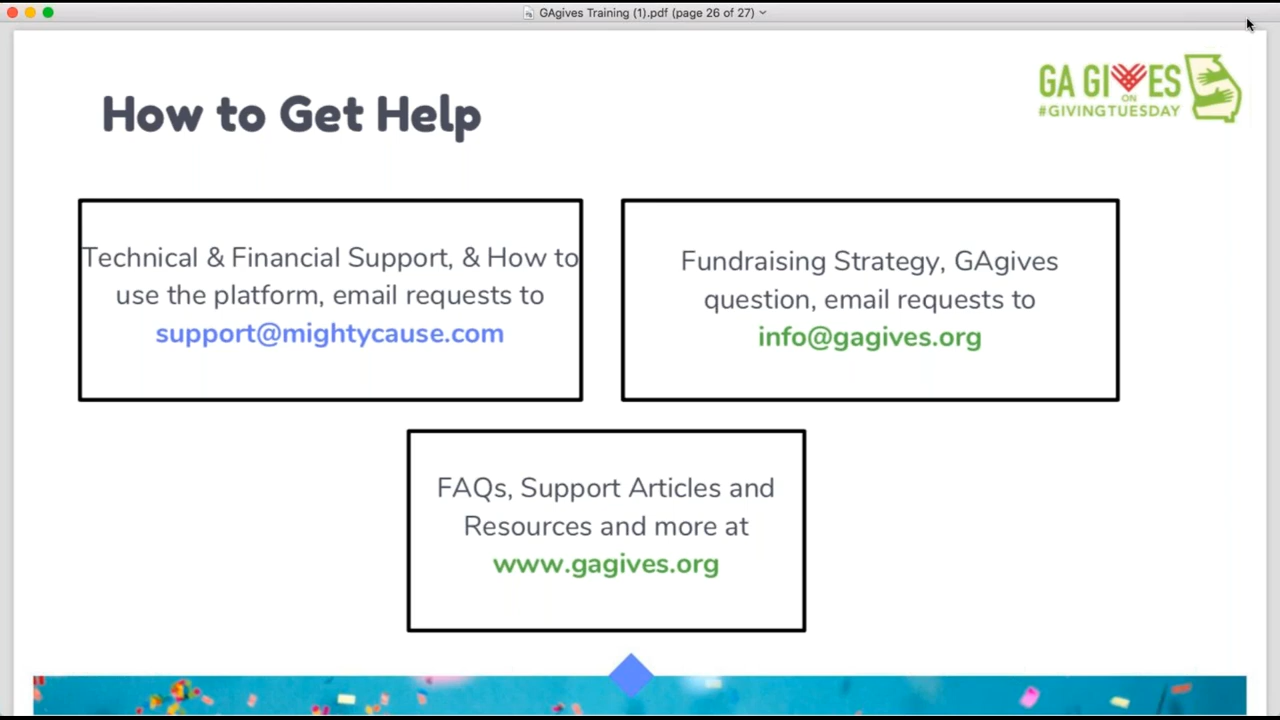 GAgives Training (1).pdf (page 26 of 27)
GA GIVES
ON
#GIVINGTUESDAY
How to Get Help
Technical & Financial Support, & How to
use the platform, email requests to
support@mightycause.com
Fundraising Strategy, GAgives
question, email requests to
info@gagives.org
FAQs, Support Articles and
Resources and more at
www.gagives.org